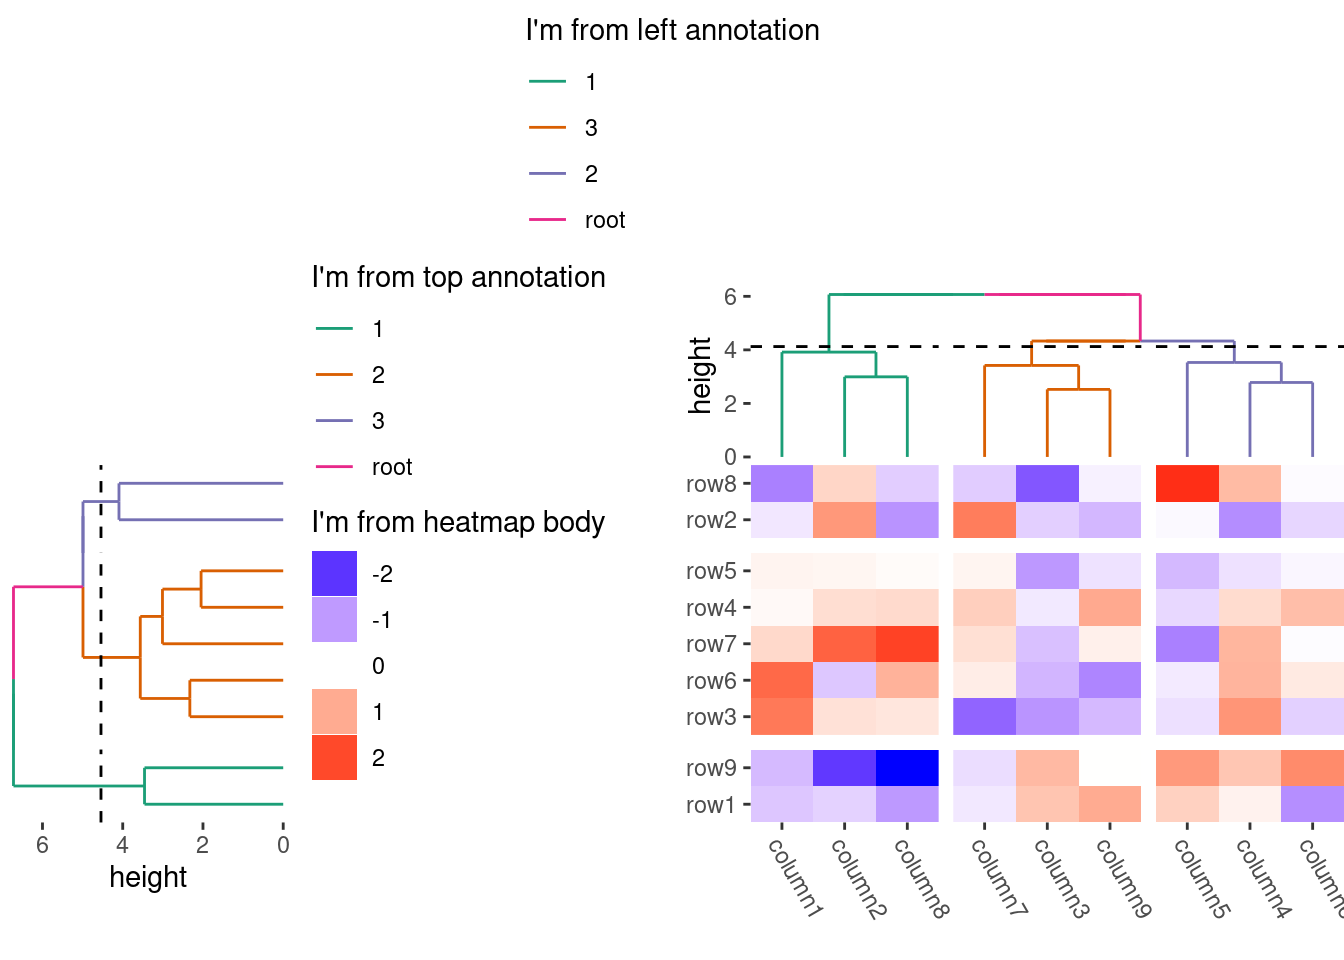 I'm from left annotation
1
3
2
root
I'm from top annotation
1
2
3
root
I'm from heatmap body
-2
-1
0
1
2
6
4
2
0
height
height
6
4
2
0
row8
row2
row5
row4
row7
row6
row3
row9
row1
column1
column2
column8
column7
column3
column9
column5
column4